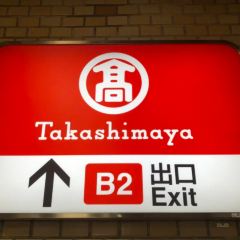 髙
Takashimaya
B2 出口
Exit